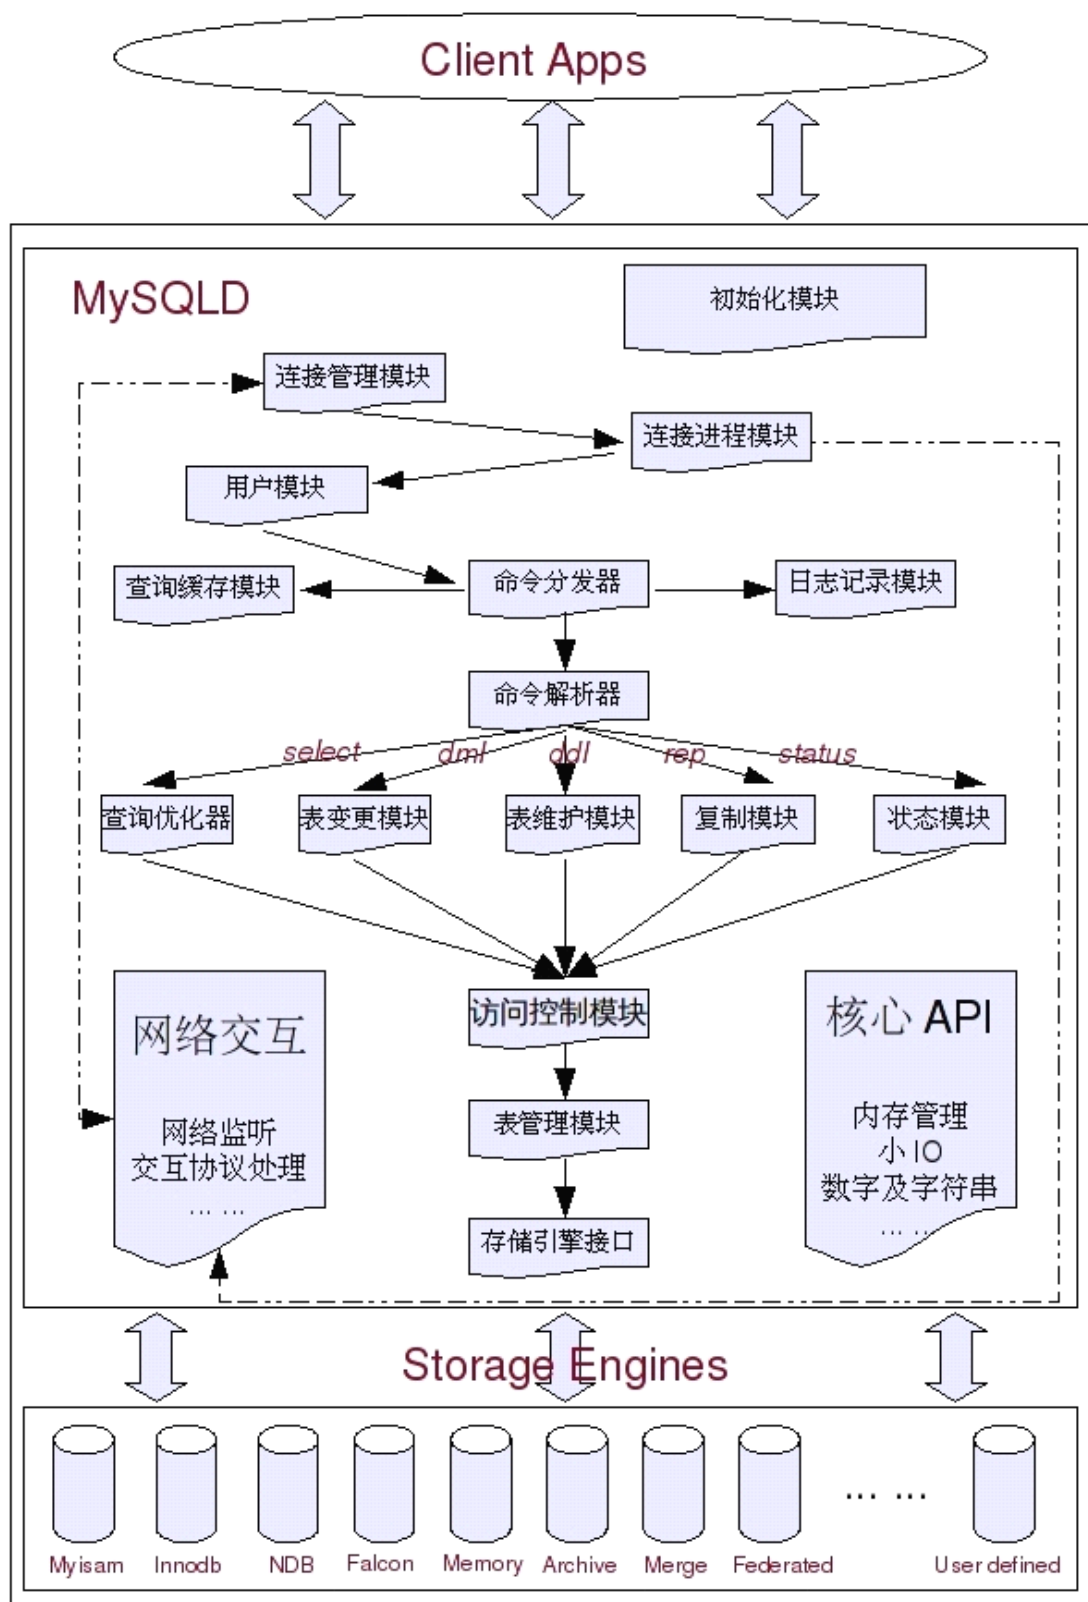 Client Apps
MySQLD
初始化模块
连接管理模块
连接进程模块
用户模块
查询缓存模块
命令分发器
日志记录模块
命令解析器
select
dml
ddl
rep
status
查询优化器
表变更模块
表维护模块
复制模块
状态模块
网络交互
网络监听
交互协议处理
... ...
访问控制模块
表管理模块
存储引擎接口
核心 API
内存管理
小 IO
数字及字符串
... ...
Storage Engines
Myisam
Innodb
NDB
Falcon
Memory
Archive
Merge
Federated
... ...
User defined